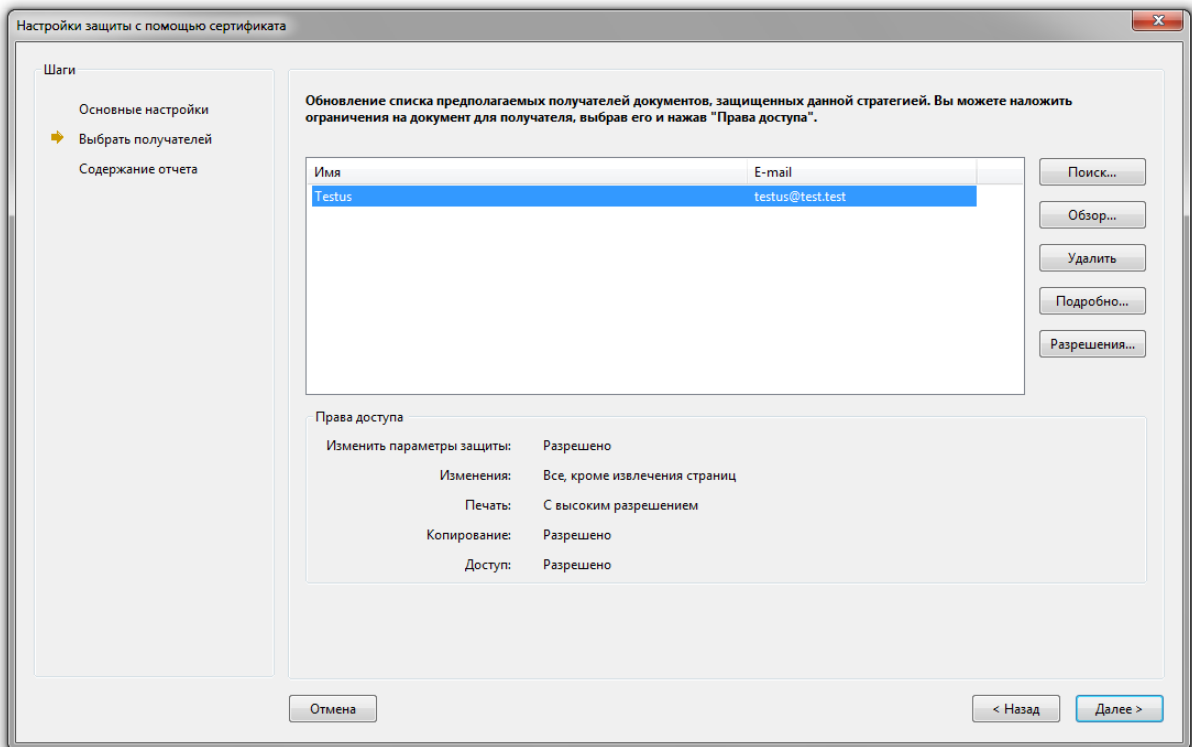 Настройки защиты с помощью сертификата
Шаги
Основные настройки
Выбрать получателей
Содержание отчета
Обновление списка предполагаемых получателей документов, защищенных данной стратегией. Вы можете наложить
ограничения на документ для получателя, выбрав его и нажав "Права доступа".
Имя E-mail
Testus testus@test.test
Поиск...
Обзор...
Удалить
Подробно...
Разрешения...
Права доступа
Изменить параметры защиты: Разрешено
Изменения: Все, кроме извлечения страниц
Печать: С высоким разрешением
Копирование: Разрешено
Доступ: Разрешено
Отмена < Назад Далее >